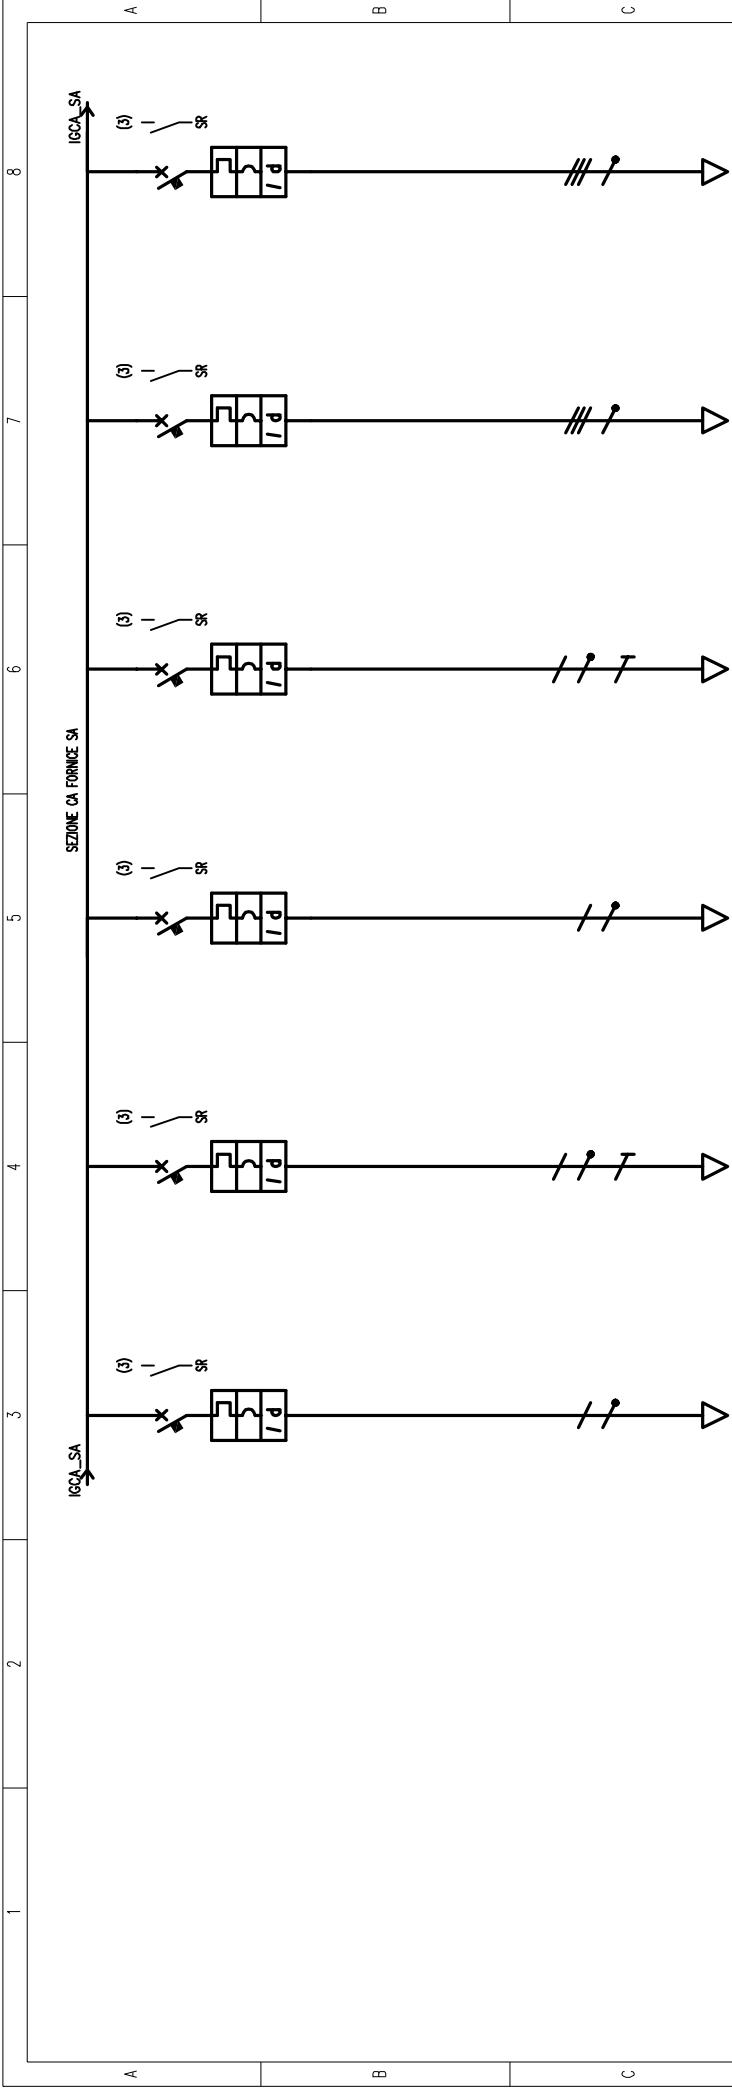 1 2 3 4 5 6 7 8
A A
B B
C C
SEZIONE CA FORNICE SA
IGCA_SA IGCA_SA
(3) (3) (3) (3) (3) (3)
SR SR SR SR SR SR
I d I d I d I d I d I d